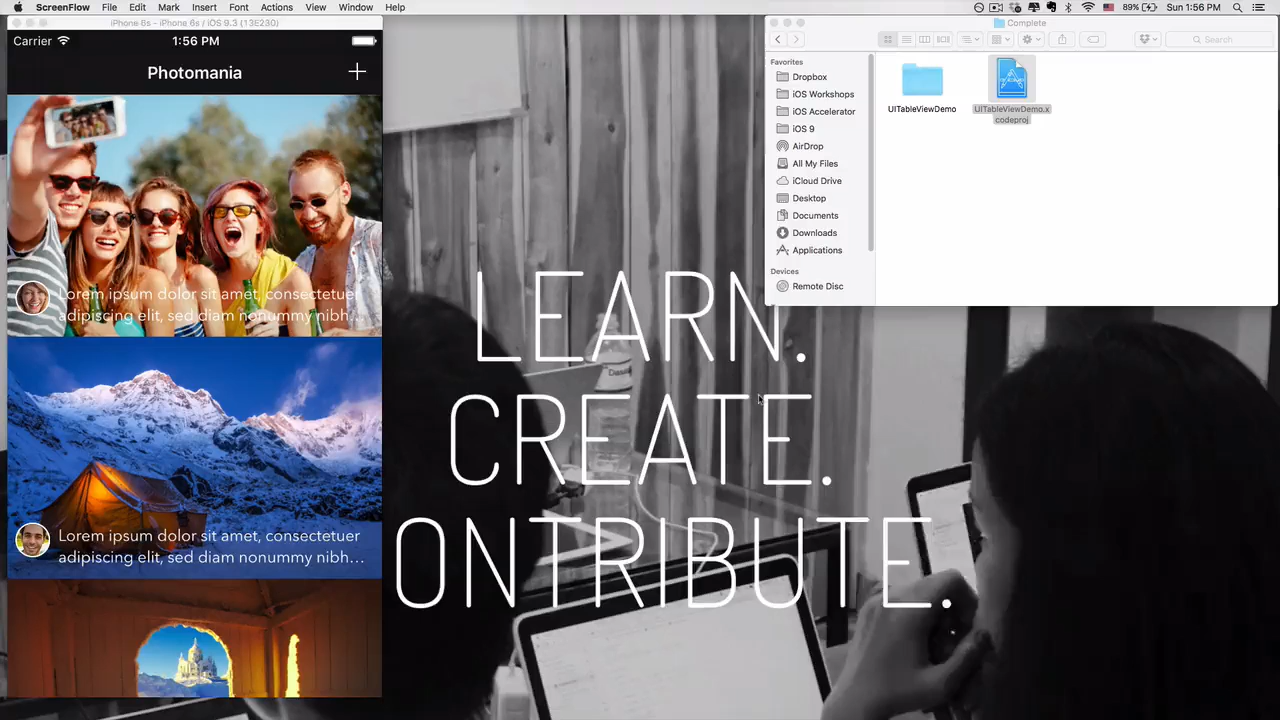 ScreenFlow File Edit Mark Insert Font Actions View Window Help
89% Sun 1:56 PM
iPhone 6s - iPhone 6s / iOS 9.3 (13E230)
Carrier 1:56 PM
Photomania
Lorem ipsum dolor sit amet, consectetuer
adipiscing elit, sed diam nonummy nibh...
Lorem ipsum dolor sit amet, consectetuer
adipiscing elit, sed diam nonummy nibh...
LEARN.
CREATE.
ONTRIBUTE.
Complete
Search
Favorites
Dropbox
iOS Workshops
iOS Accelerator
iOS 9
AirDrop
All My Files
iCloud Drive
Desktop
Documents
Downloads
Applications
Devices
Remote Disc
UITableViewDemo
UITableViewDemo.x
codeproj